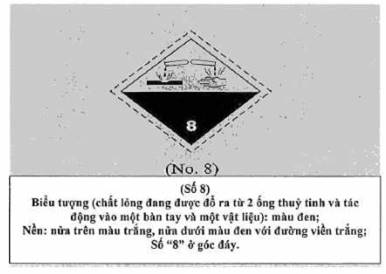 8
(No. 8)
(Số 8)
Biểu tượng (chất lỏng đang được đổ ra từ 2 ống thuỷ tinh và tác
động vào một bàn tay và một vật liệu): màu đen;
Nền: nửa trên màu trắng, nửa dưới màu đen với đường viền trắng;
Số “8” ở góc đáy.